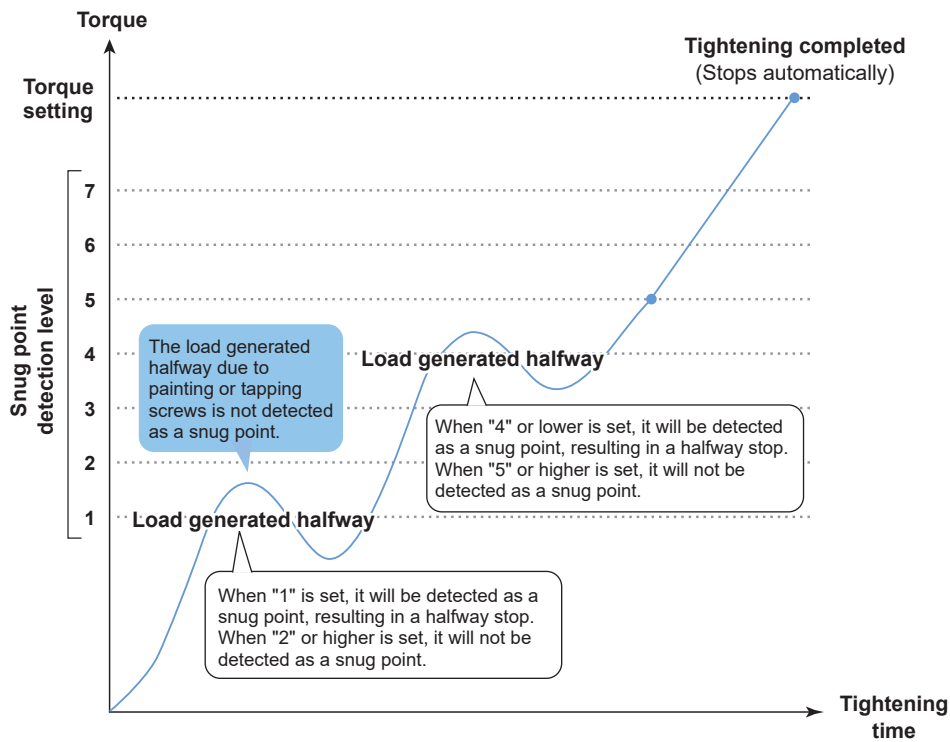 Torque
Tightening completed
(Stops automatically)
Torque
setting
7
6
5
4
3
2
1
Snug point
detection level
The load generated
halfway due to
painting or tapping
screws is not detected
as a snug point.
Load generated halfway
When "4" or lower is set, it will be detected
as a snug point, resulting in a halfway stop.
When "5" or higher is set, it will not be
detected as a snug point.
Load generated halfway
When "1" is set, it will be detected as a
snug point, resulting in a halfway stop.
When "2" or higher is set, it will not be
detected as a snug point.
Tightening
time